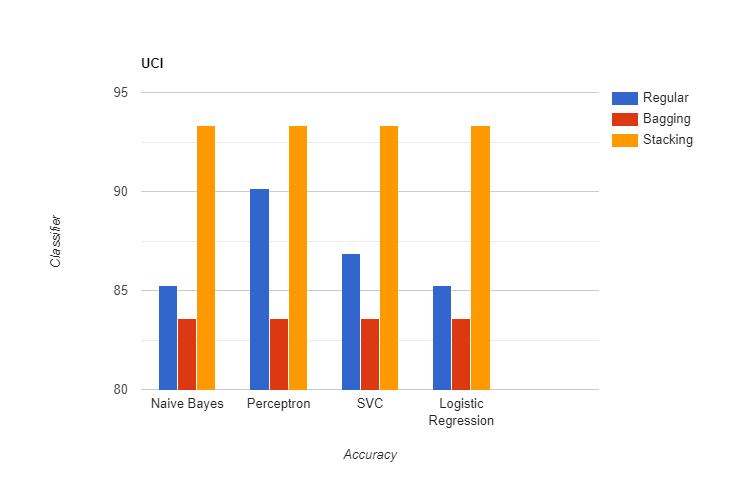 UCI
95
90
85
80
Classifier
Naive Bayes
Perceptron
SVC
Logistic
Regression
Accuracy
Regular
Bagging
Stacking